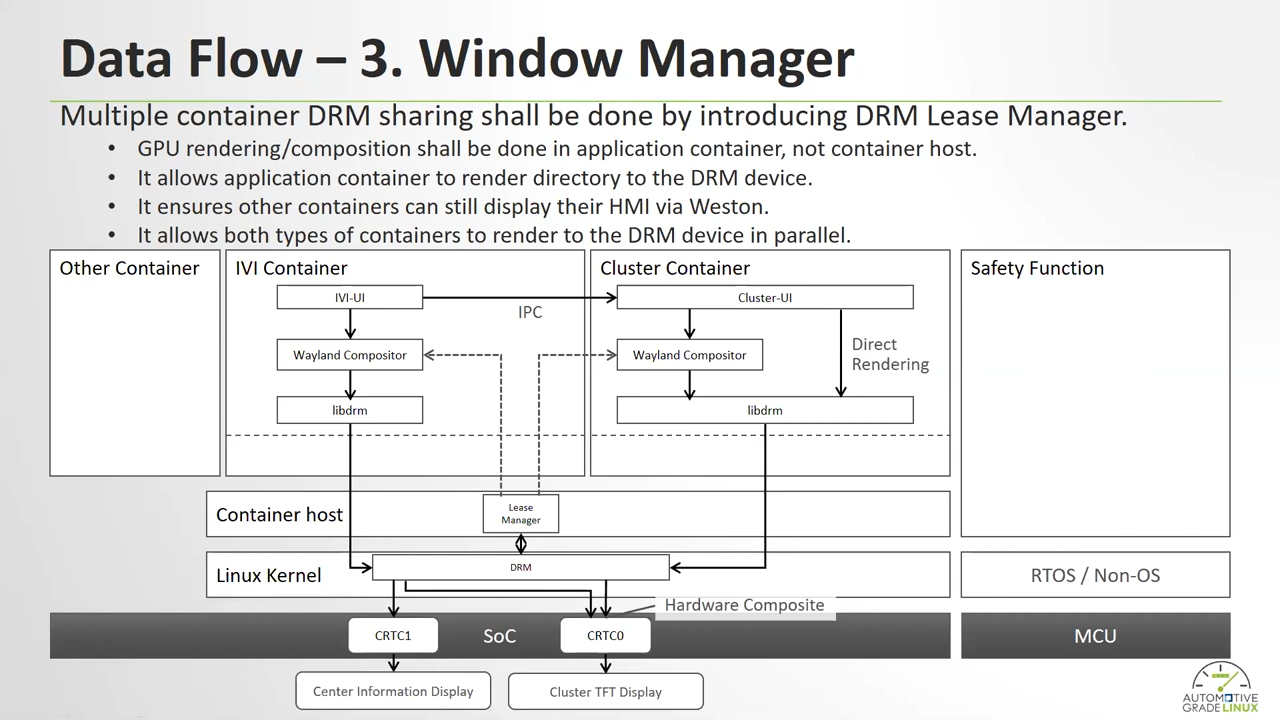 Data Flow – 3. Window Manager
Multiple container DRM sharing shall be done by introducing DRM Lease Manager.
• GPU rendering/composition shall be done in application container, not container host.
• It allows application container to render directory to the DRM device.
• It ensures other containers can still display their HMI via Weston.
• It allows both types of containers to render to the DRM device in parallel.
Other Container
IVI Container
Cluster Container
Safety Function
IVI-UI
Cluster-UI
IPC
Wayland Compositor
Wayland Compositor
Direct
Rendering
libdrm
libdrm
Container host
Lease
Manager
Linux Kernel
DRM
RTOS / Non-OS
Hardware Composite
CRTC1
SoC
CRTC0
MCU
Center Information Display
Cluster TFT Display
AUTOMOTIVE
GRADELINUX